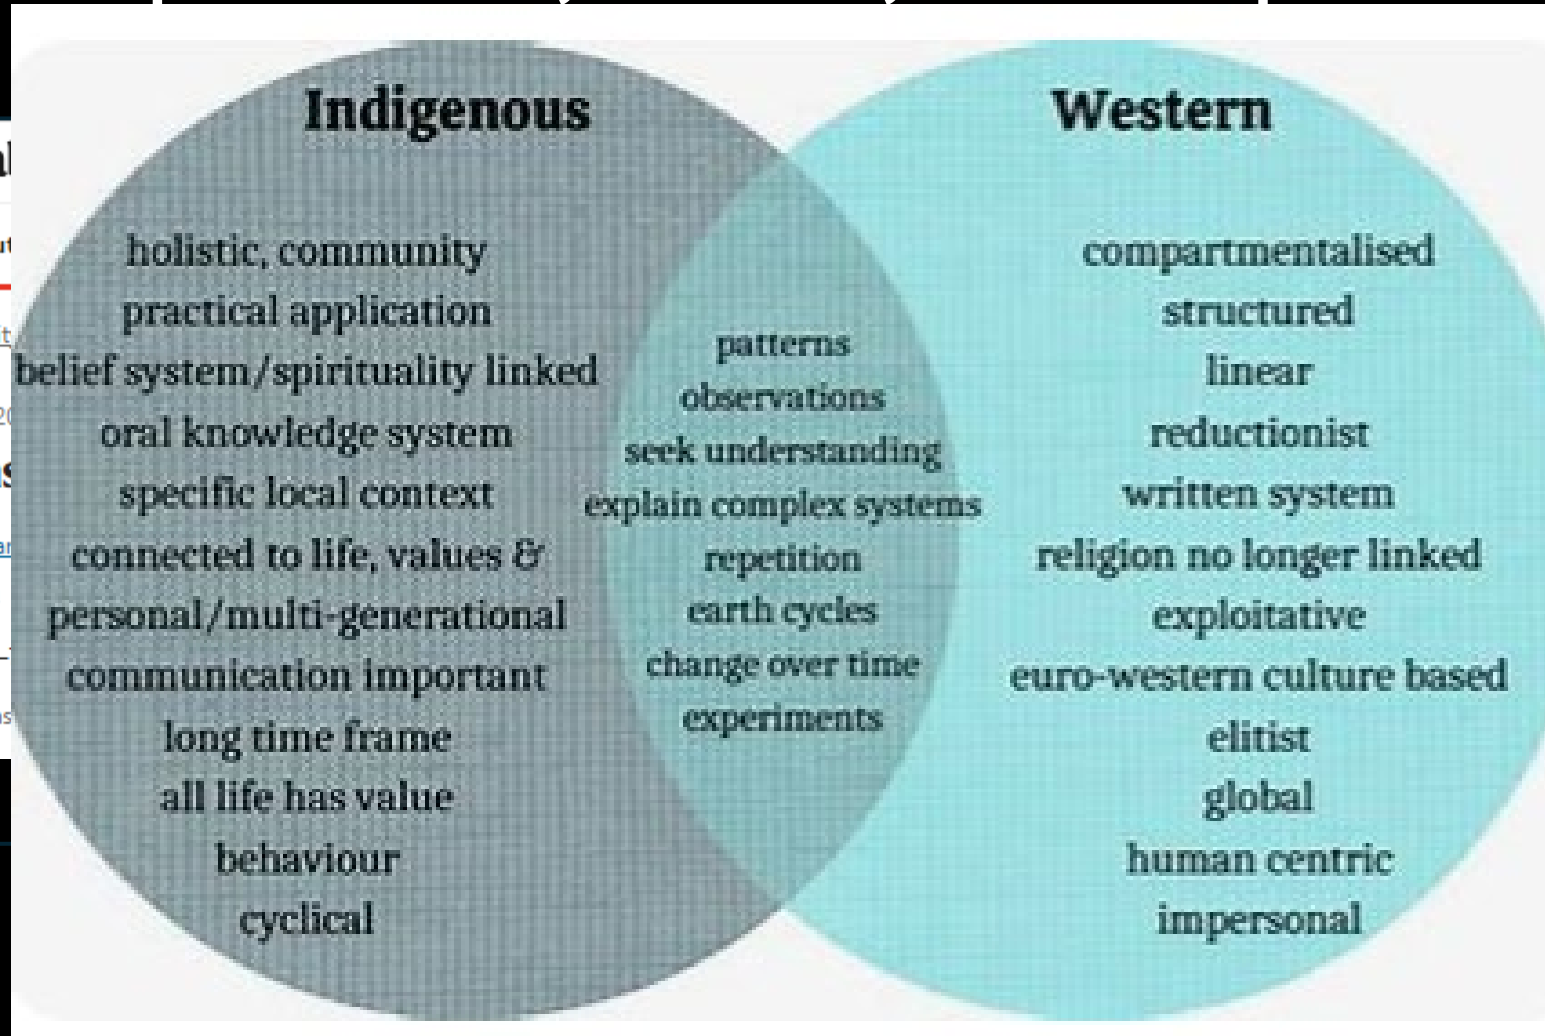 Indigenous
holistic, community
practical application
belief system/spirituality linked
oral knowledge system
specific local context
connected to life, values &
personal/multi-generational
communication important
long time frame
all life has value
behaviour
cyclical
patterns
observations
seek understanding
explain complex systems
repetition
earth cycles
change over time
experiments
Western
compartmentalised
structured
linear
reductionist
written system
religion no longer linked
exploitative
euro-western culture based
elitist
global
human centric
impersonal